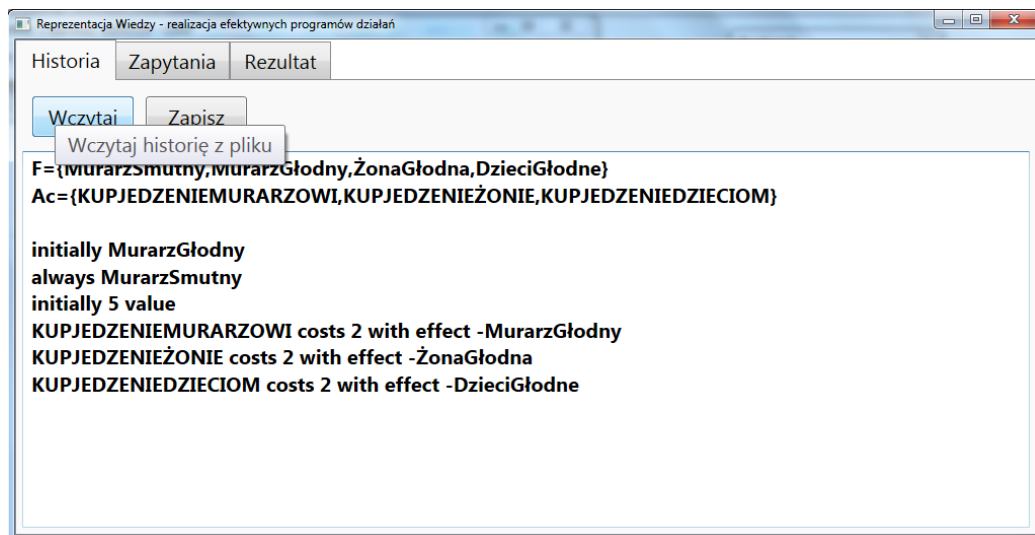 Reprezentacja Wiedzy - realizacja efektywnych programów działań
Historia Zapytania Rezultat
Wczytaj Zapisz
Wczytaj historię z pliku
F={MurarzSmutny,MurarzGłodny,ŻonaGłodna,DzieciGłodne}
Ac={KUPJEDZENIEMURARZOWI,KUPJEDZENIEŻONIE,KUPJEDZENIEDZIECIOM}
initially MurarzGłodny
always MurarzSmutny
initially 5 value
KUPJEDZENIEMURARZOWI costs 2 with effect -MurarzGłodny
KUPJEDZENIEŻONIE costs 2 with effect -ŻonaGłodna
KUPJEDZENIEDZIECIOM costs 2 with effect -DzieciGłodne